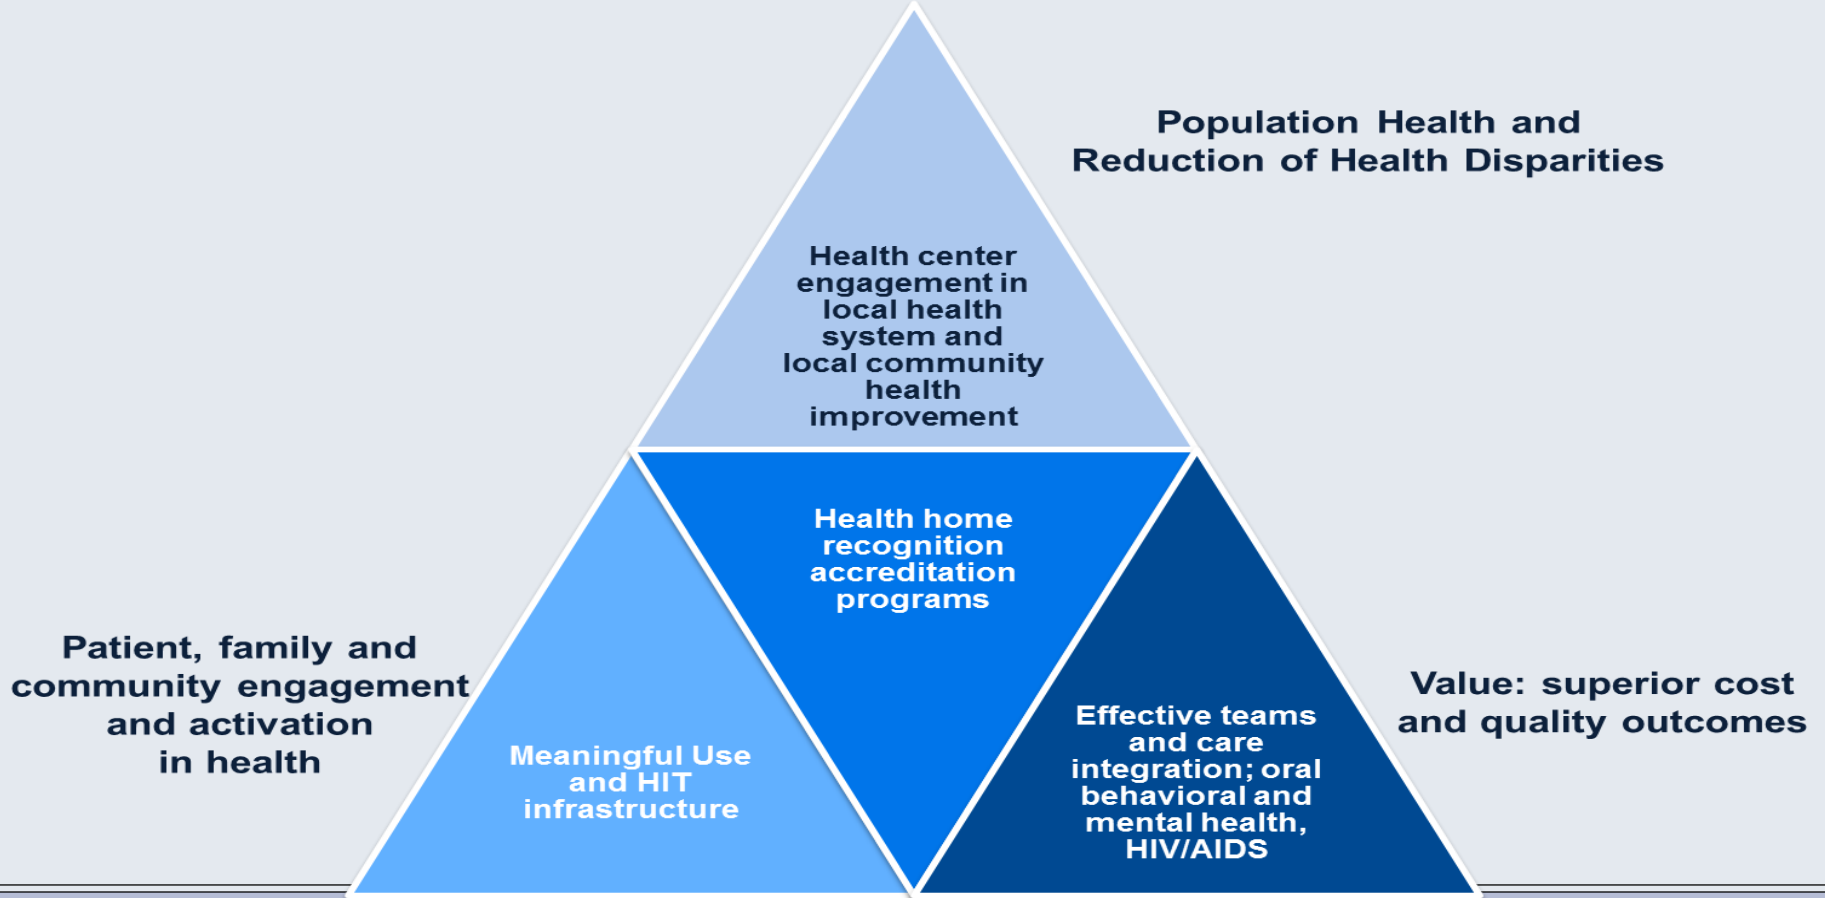 Population Health and
Reduction of Health Disparities
Health center
engagement in
local health
system and
local community
health
improvement
Health home
recognition
accreditation
programs
Patient, family and
community engagement
and activation
in health
Meaningful Use
and HIT
infrastructure
Effective teams
and care
integration; oral
behavioral and
mental health,
HIV/AIDS
Value: superior cost
and quality outcomes